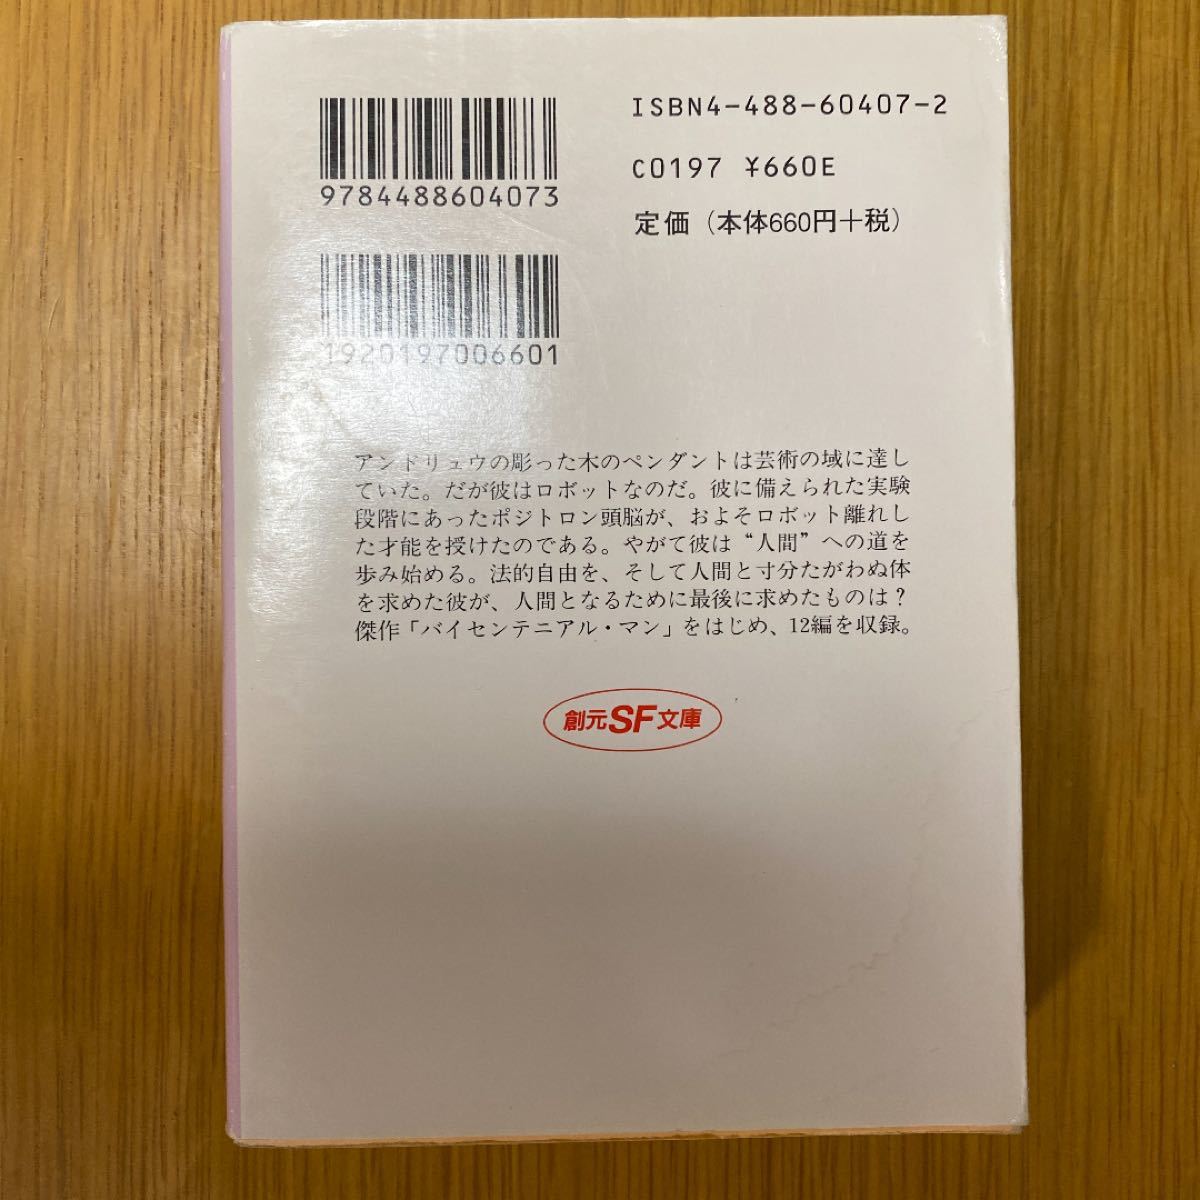 ISBN4-488-60407-2
C0197 ¥660E
定価（本体660円＋税）
9784488604073
1920197006601
アンドリュウの彫った木のペンダントは芸術の域に達し
ていた。だが彼はロボットなのだ。彼に備えられた実験
段階にあったポジトロン頭脳が、およそロボット離れし
た才能を授けたのである。やがて彼は“人間”への道を
歩み始める。法的自由を、そして人間と寸分たがわぬ体
を求めた彼が、人間となるために最後に求めたものは？
傑作「バイセンテニアル・マン」をはじめ、12編を収録。
創元SF文庫